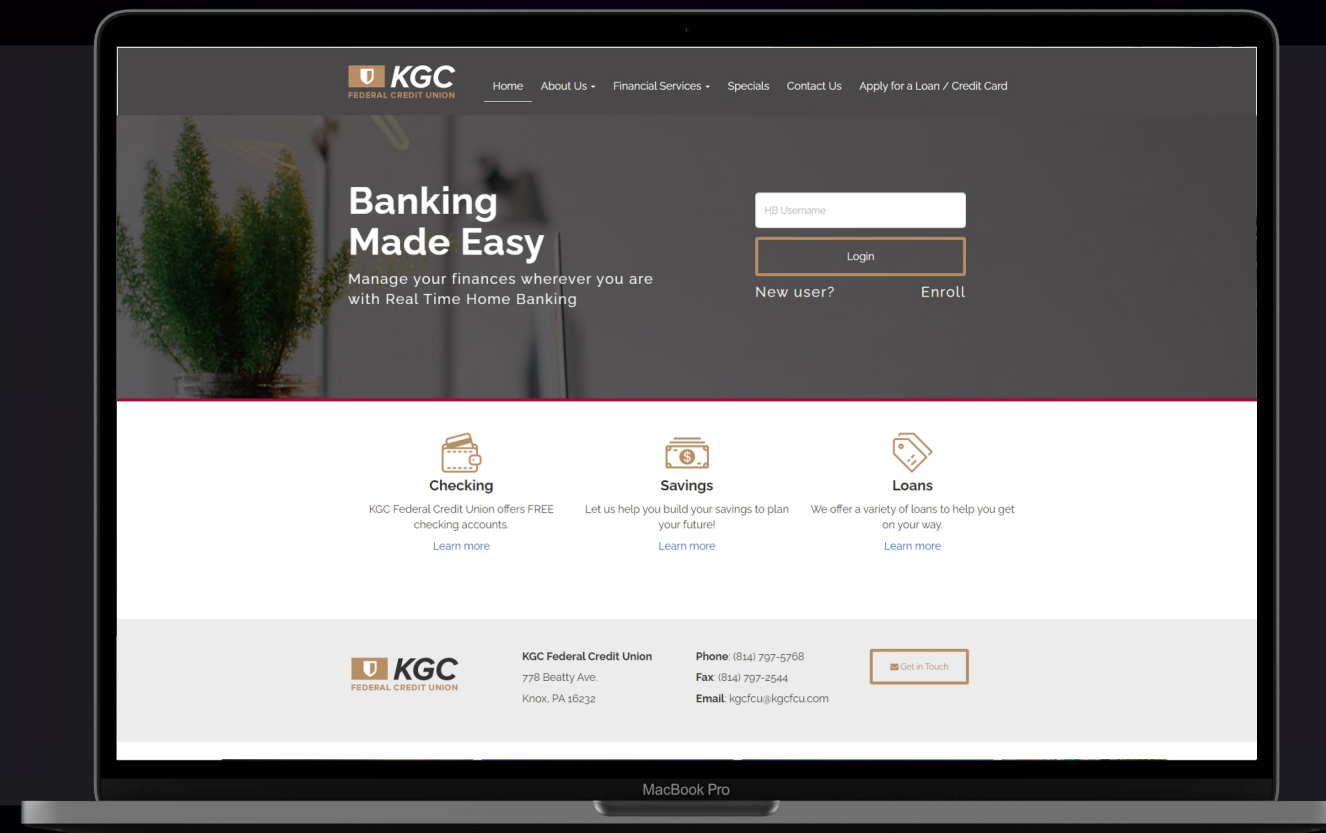 KGC
FEDERAL CREDIT UNION
Home About Us Financial Services Specials Contact Us Apply for a Loan / Credit Card
Banking
Made Easy
Manage your finances wherever you are
with Real Time Home Banking
HB Username
Login
New user? Enroll
Checking
KGC Federal Credit Union offers FREE
checking accounts.
Learn more
Savings
Let us help you build your savings to plan
your future!
Learn more
Loans
We offer a variety of loans to help you get
on your way.
Learn more
KGC
FEDERAL CREDIT UNION
KGC Federal Credit Union
778 Beatty Ave.
Knox, PA 16232
Phone: (814) 797-5768
Fax: (814) 797-2544
Email: kgcfcu@kgcfcu.com
Get in Touch
MacBook Pro